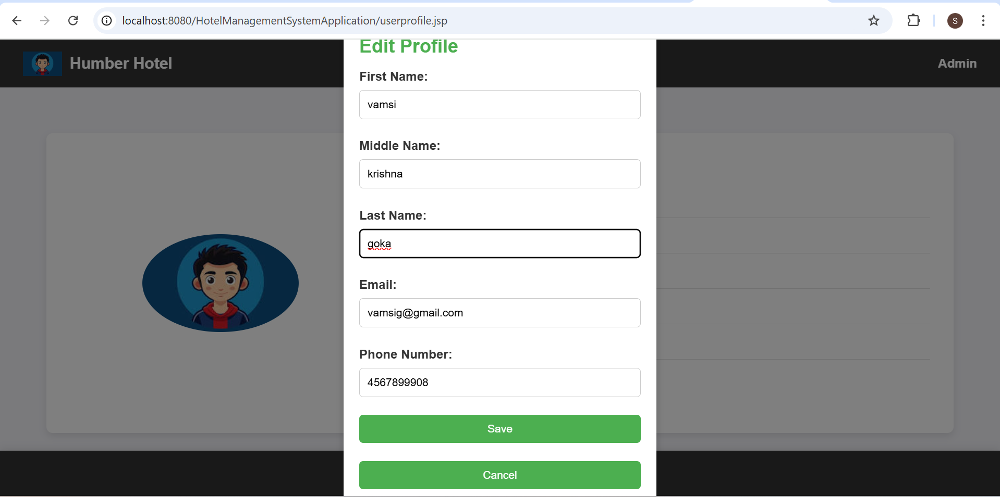 localhost:8080/HotelManagementSystemApplication/userprofile.jsp
S
Humber Hotel
Admin
Edit Profile
First Name:
vamsi
Middle Name:
krishna
Last Name:
goka
Email:
vamsig@gmail.com
Phone Number:
4567899908
Save
Cancel